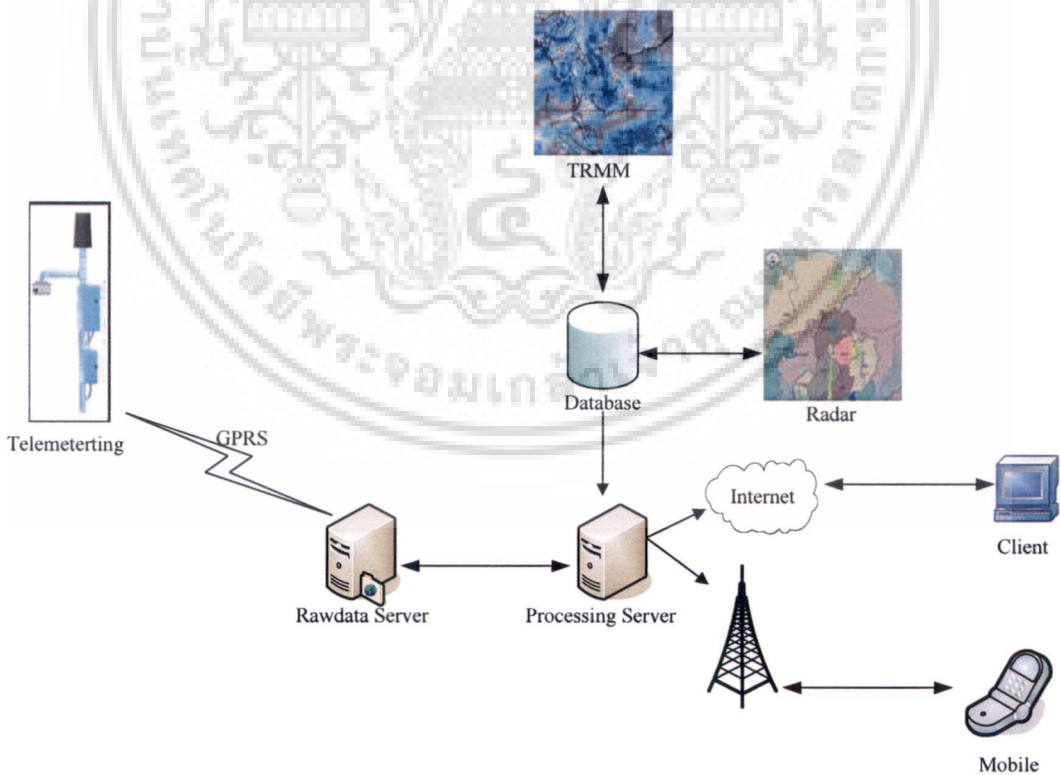 TRMM
Radar
Database
Telemeterting
GPRS
Internet
Client
Rawdata Server
Processing Server
Mobile